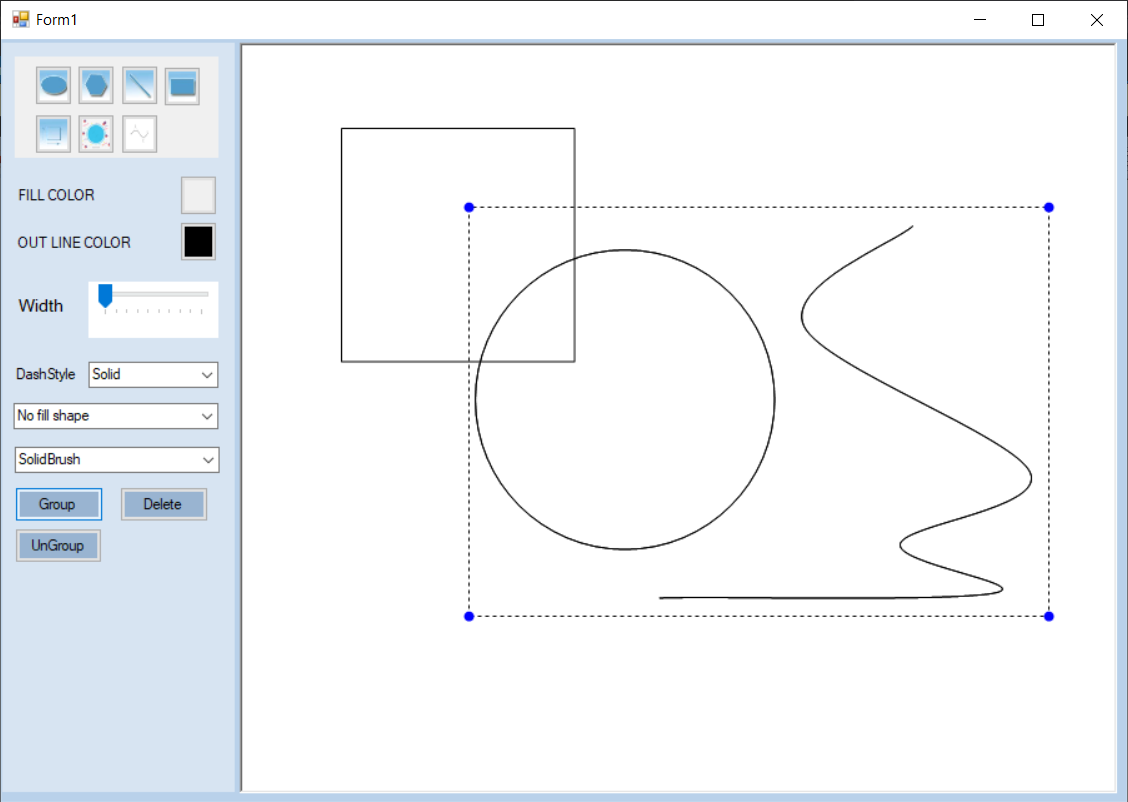 Form1
FILL COLOR
OUT LINE COLOR
Width
DashStyle Solid
No fill shape
SolidBrush
Group Delete
UnGroup